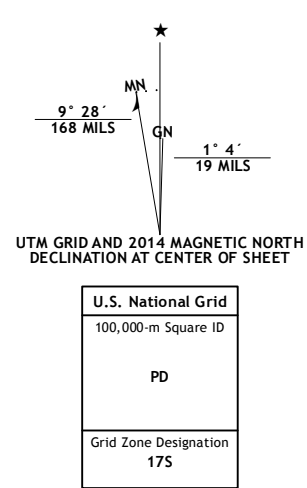 ★
MN
9° 28´
168 MILS
GN
1° 4´
19 MILS
UTM GRID AND 2014 MAGNETIC NORTH
DECLINATION AT CENTER OF SHEET
U.S. National Grid
100,000-m Square ID
PD
Grid Zone Designation
17S